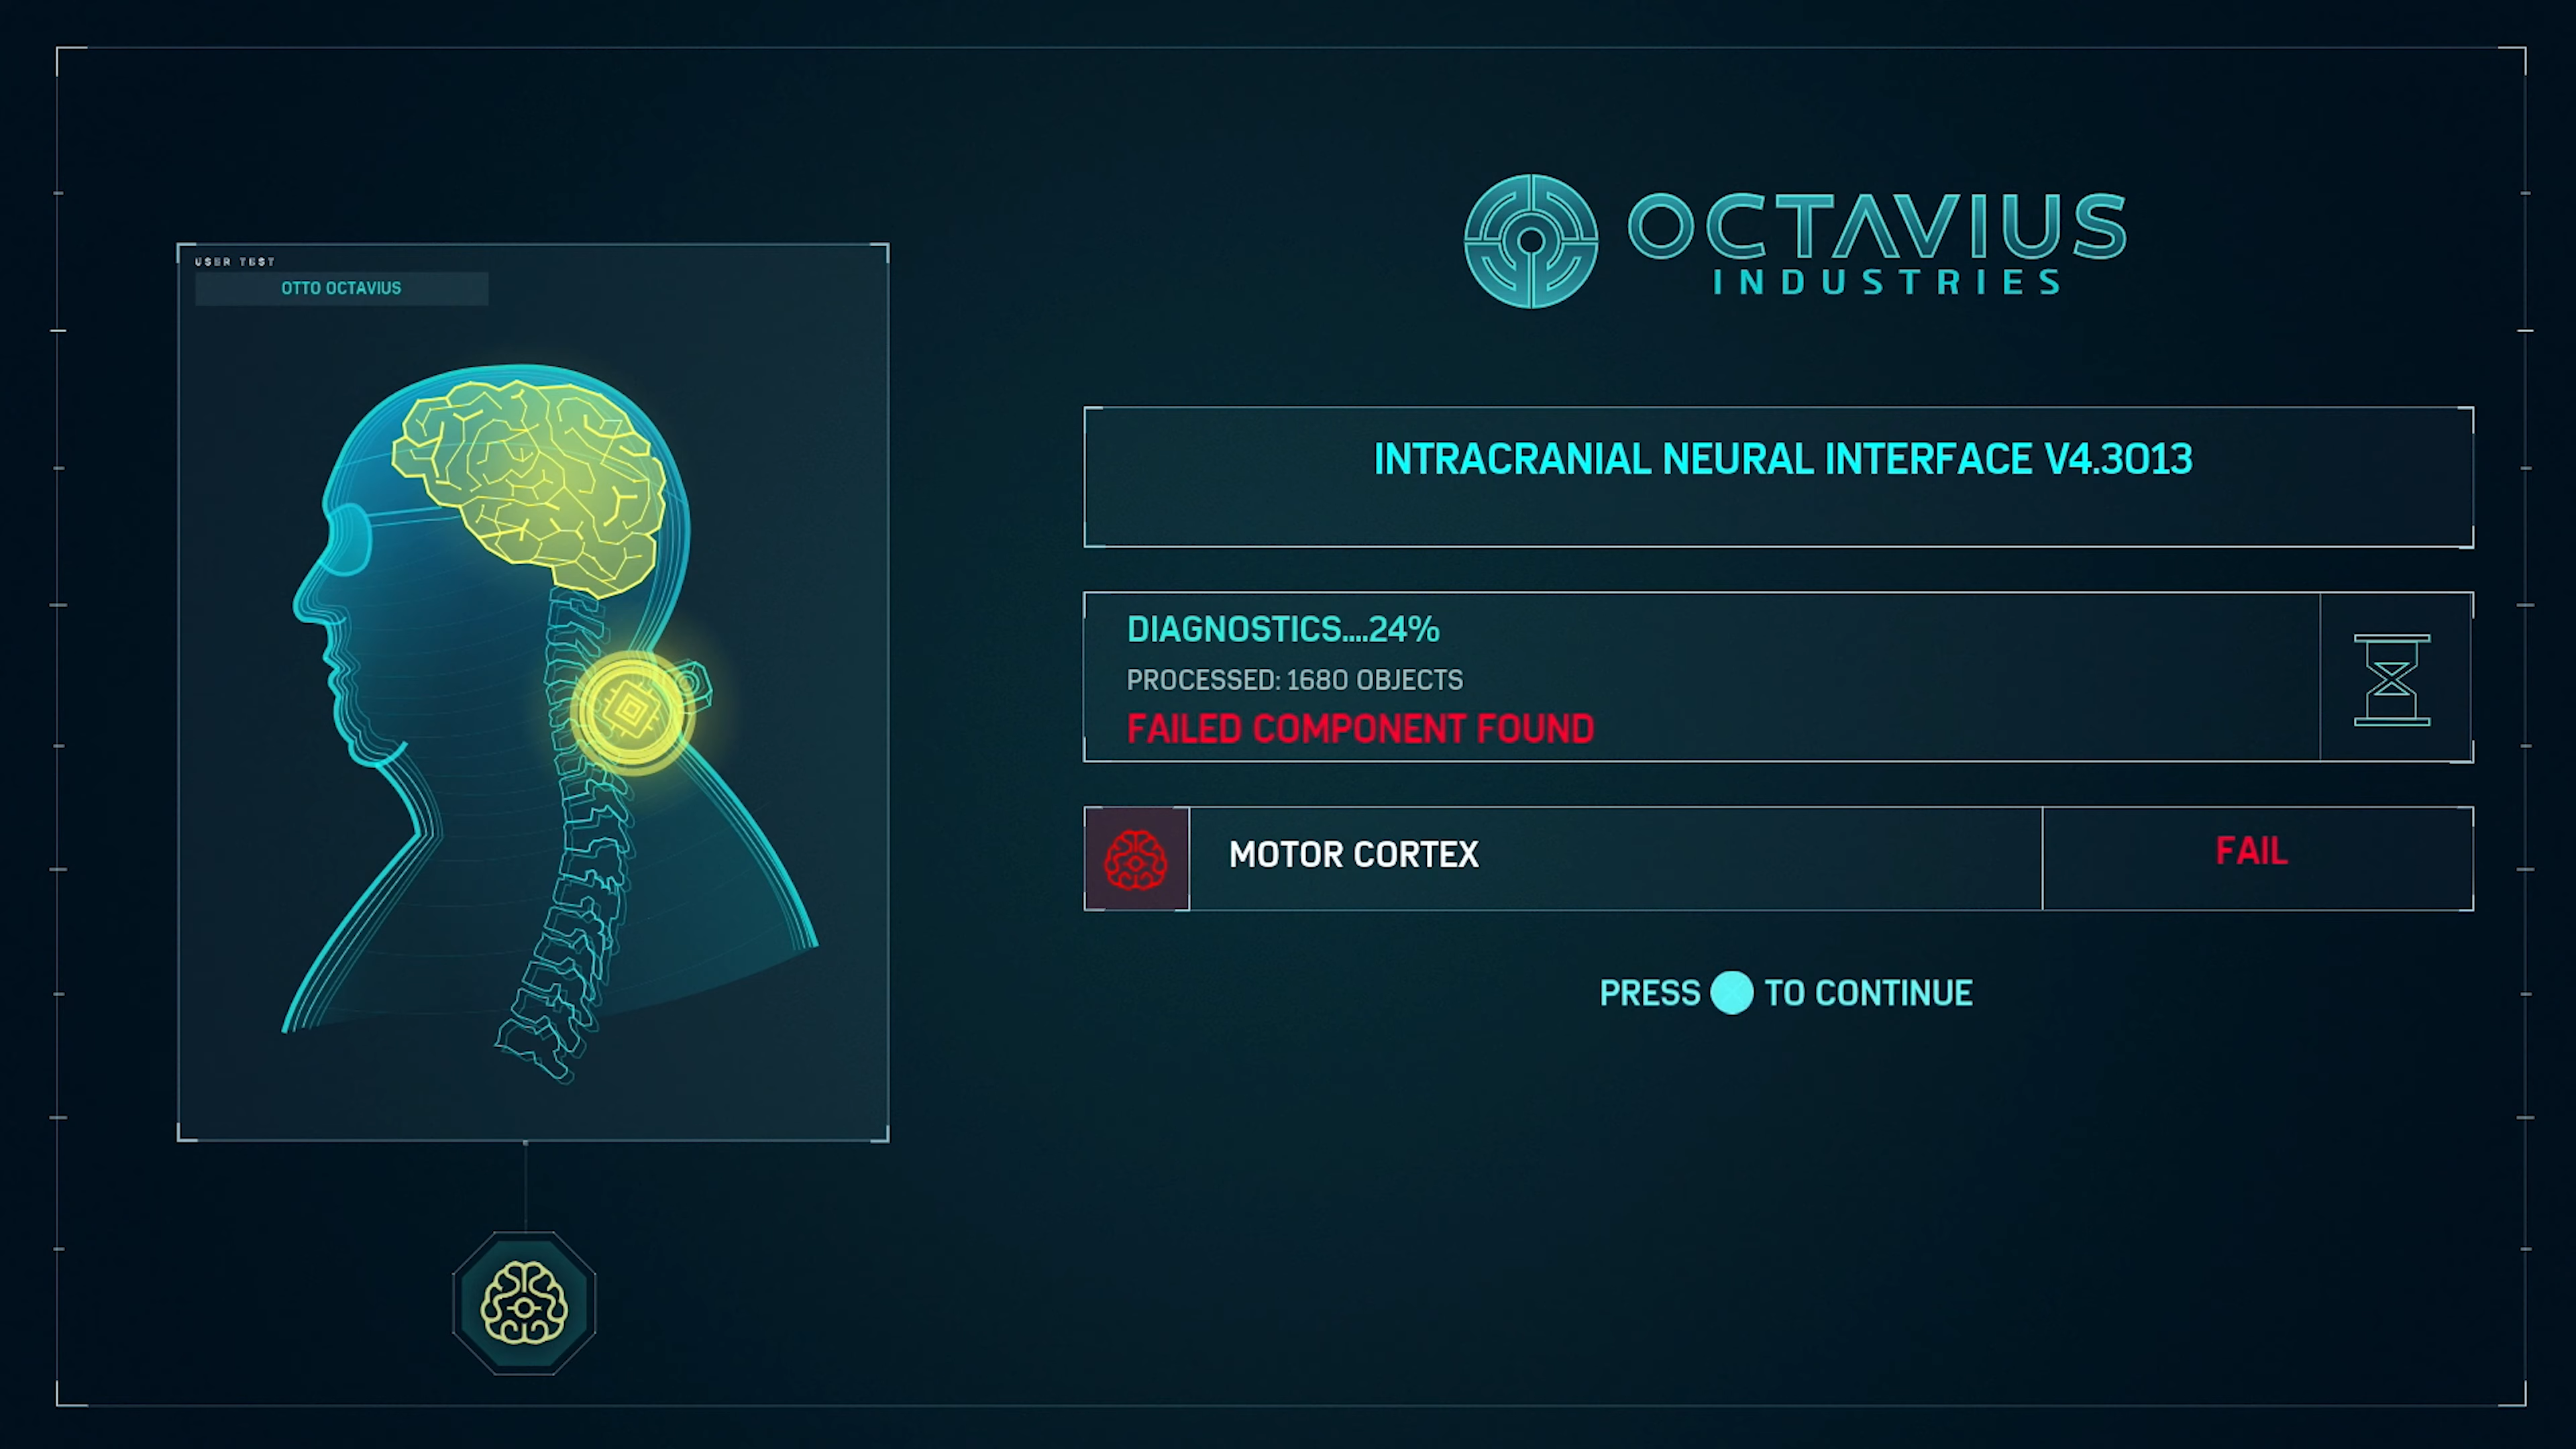 USER TEST
OTTO OCTAVIUS
OCTAVIUS
INDUSTRIES
INTRACRANIAL NEURAL INTERFACE V4.3013
DIAGNOSTICS....24%
PROCESSED: 1680 OBJECTS
FAILED COMPONENT FOUND
MOTOR CORTEX
FAIL
PRESS TO CONTINUE